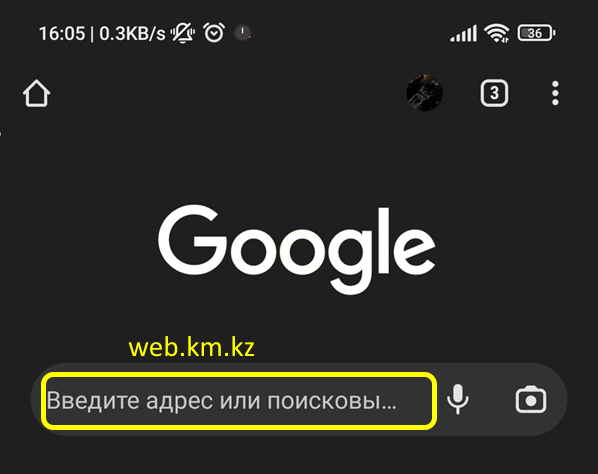 16:05 | 0.3KB/s
36
3
Google
web.km.kz
Введите адрес или поисковы...